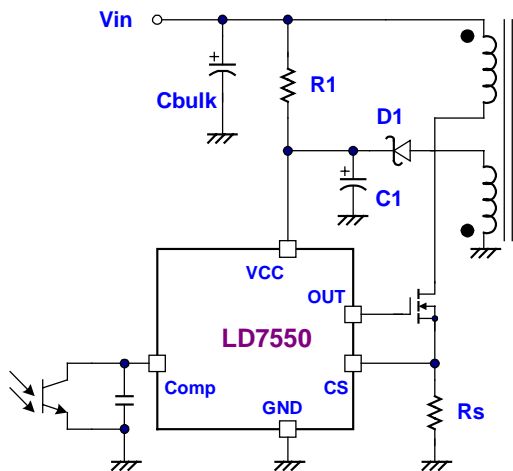 Vin
+
Cbulk
R1
D1
+
C1
VCC
OUT
LD7550
Comp
CS
GND
Rs